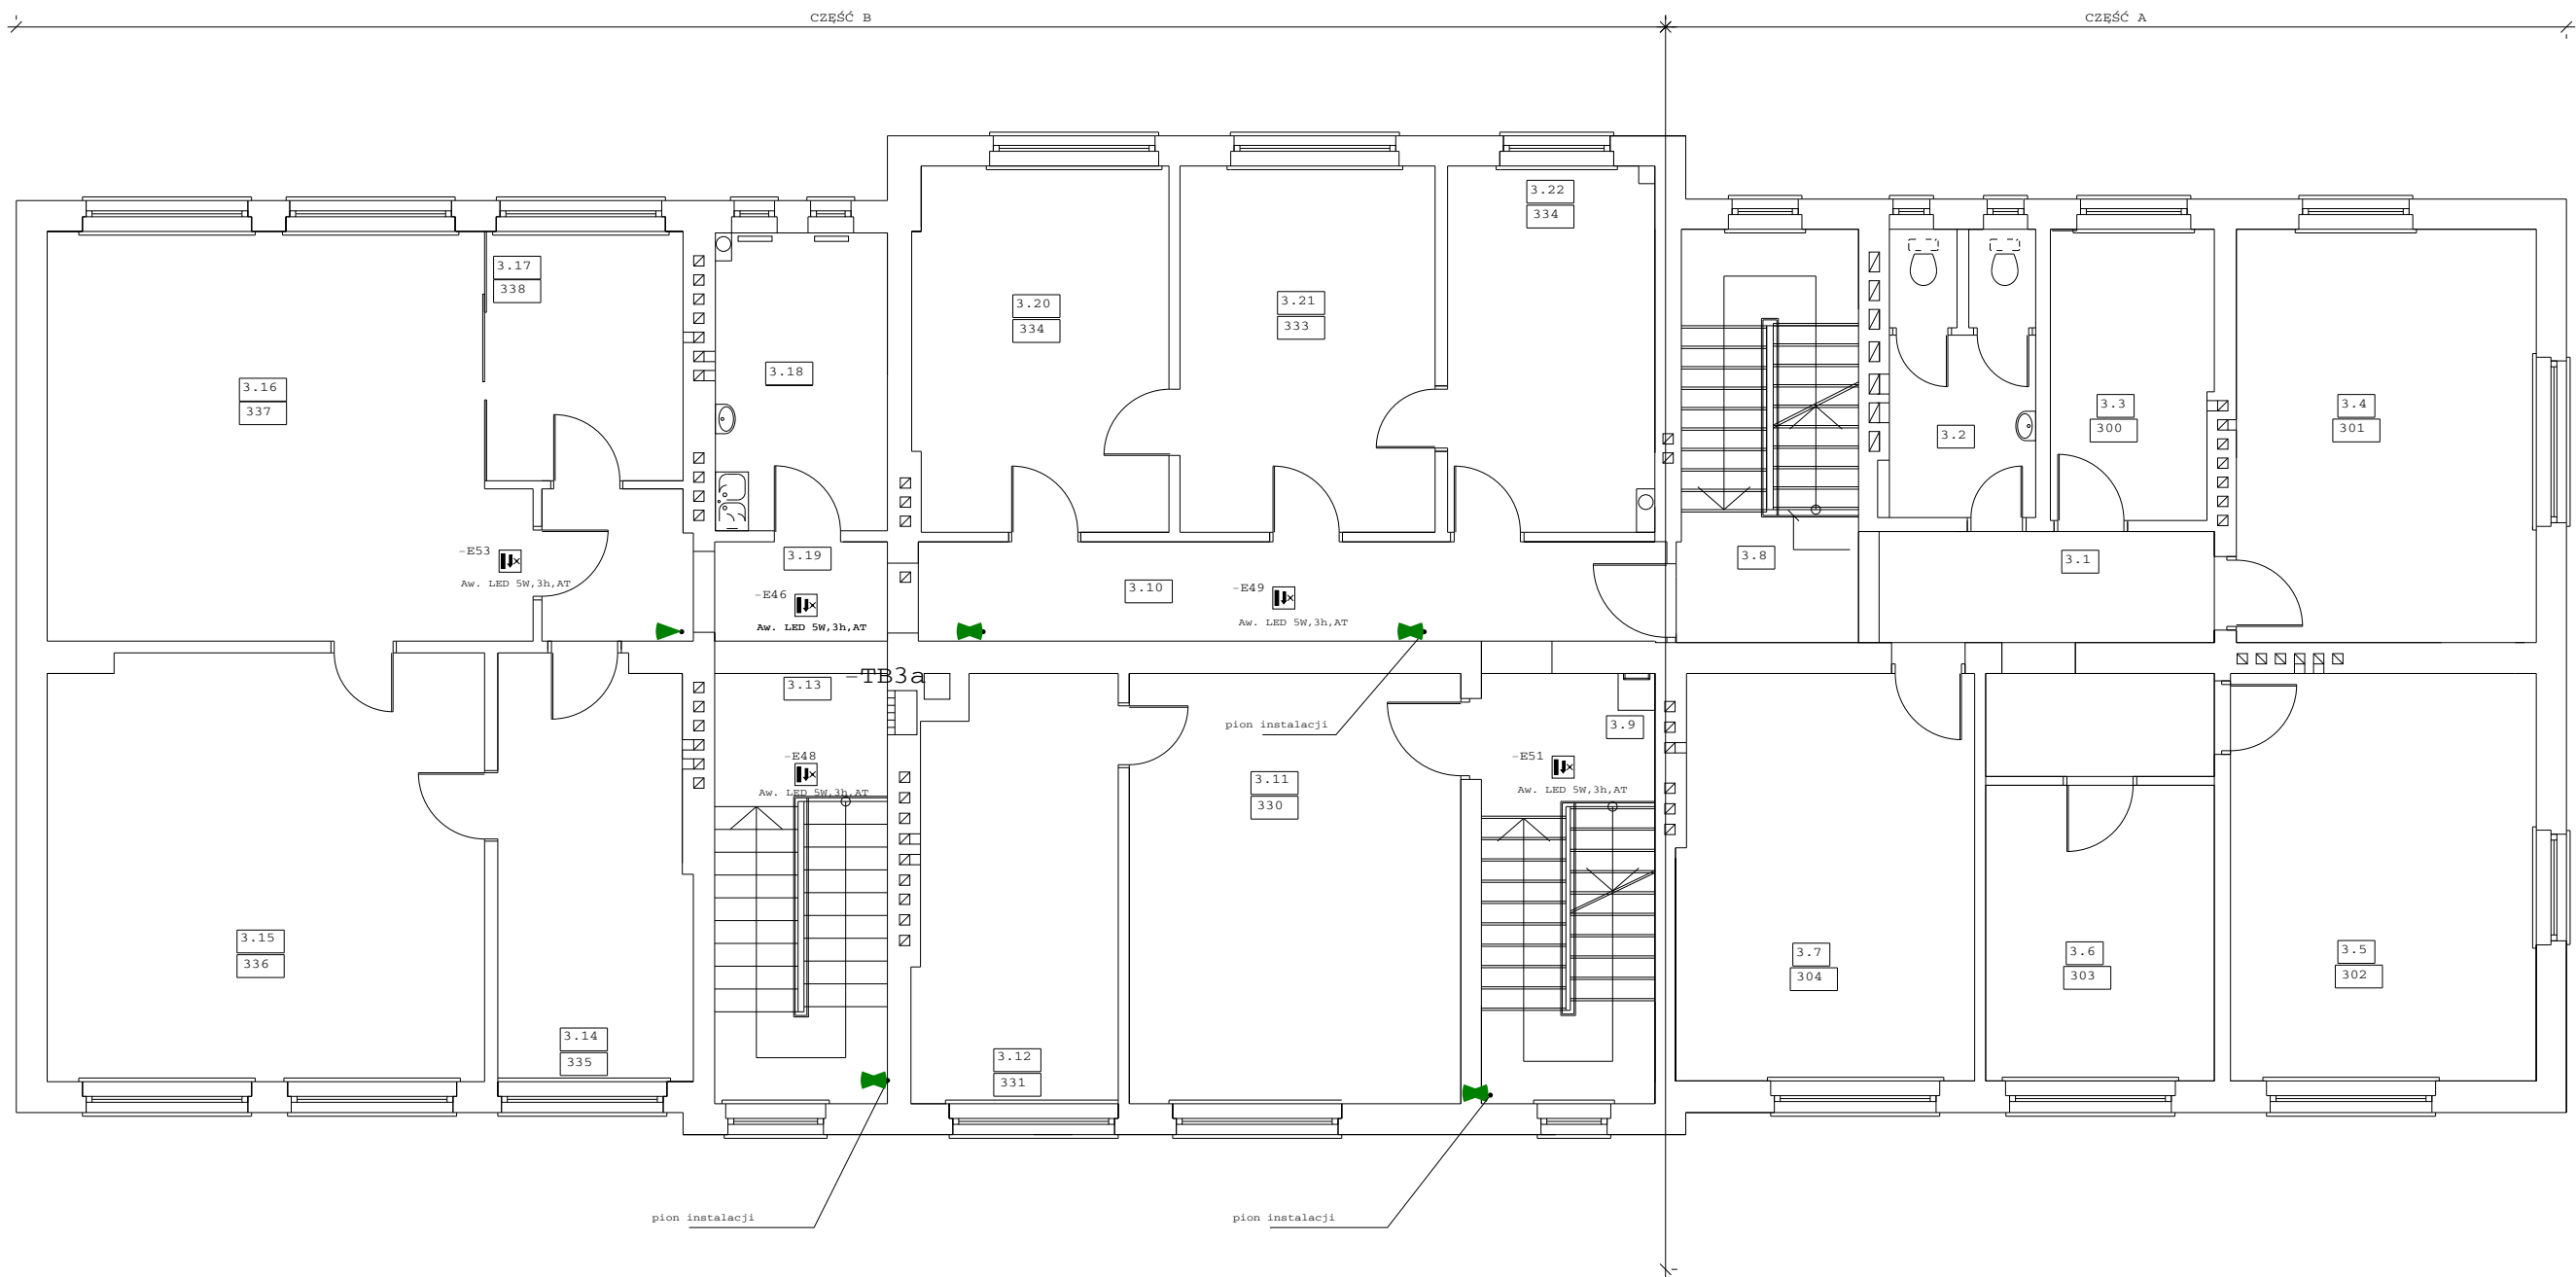 CZĘŚĆ B
CZĘŚĆ A
3.22
334
3.17
338
3.20
334
3.21
333
3.18
3.16
337
3.3
300
3.4
301
3.2
-E53
Aw. LED 5W,3h,AT
3.19
3.8
3.1
3.10
-E46
Aw. LED 5W,3h,AT
-E49
Aw. LED 5W,3h,AT
-TB3a
3.13
pion instalacji
3.9
-E48
Aw. LED 5W,3h,AT
-E51
Aw. LED 5W,3h,AT
3.11
330
3.15
336
3.7
304
3.6
303
3.5
302
3.14
335
3.12
331
pion instalacji
pion instalacji